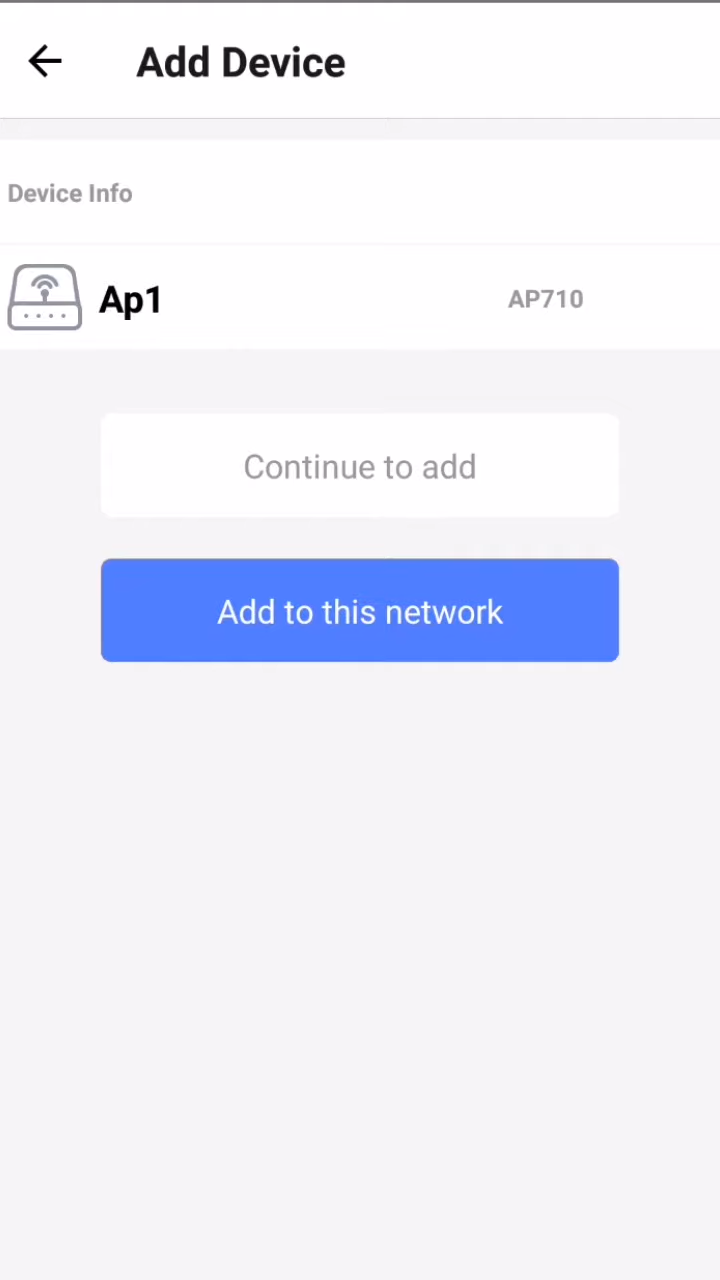 Add Device
Device Info
Ap1 AP710
Continue to add
Add to this network